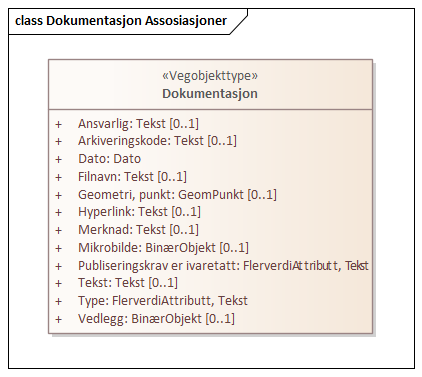 class Dokumentasjon Assosiasjoner
«Vegobjekttype»
Dokumentasjon
+ Ansvarlig: Tekst [0..1]
+ Arkiveringskode: Tekst [0..1]
+ Dato: Dato
+ Filnavn: Tekst [0..1]
+ Geometri, punkt: GeomPunkt [0..1]
+ Hyperlink: Tekst [0..1]
+ Merknad: Tekst [0..1]
+ Mikrobilde: BinærObjekt [0..1]
+ Publiseringskrav er ivaretatt: FlerverdiAttributt, Tekst
+ Tekst: Tekst [0..1]
+ Type: FlerverdiAttributt, Tekst
+ Vedlegg: BinærObjekt [0..1]